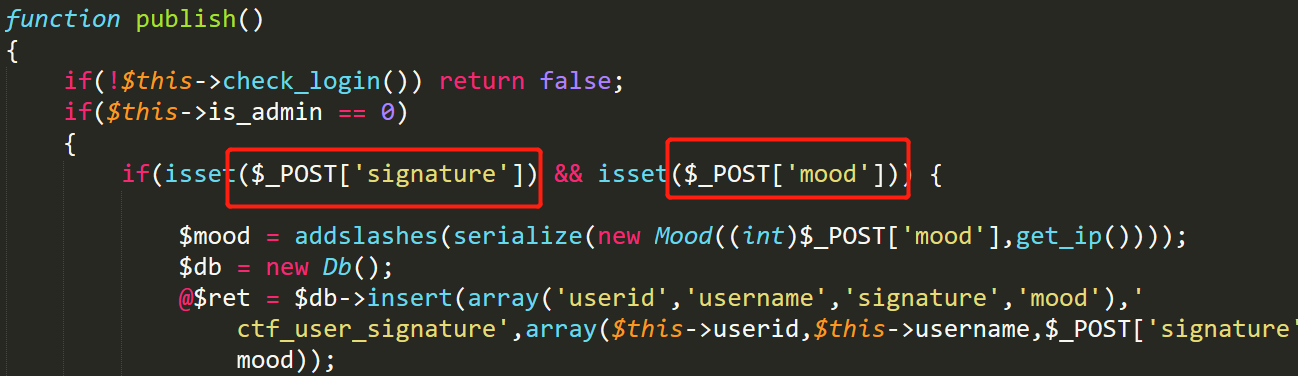 function publish()
{
if(!$this->check_login()) return false;
if($this->is_admin == 0)
{
if(isset($_POST['signature']) && isset($_POST['mood'])) {
$mood = addslashes(serialize(new Mood((int)$_POST['mood'],get_ip())));
$db = new Db();
@$ret = $db->insert(array('userid','username','signature','mood'),'
ctf_user_signature',array($this->userid,$this->username,$_POST['signature'
mood));